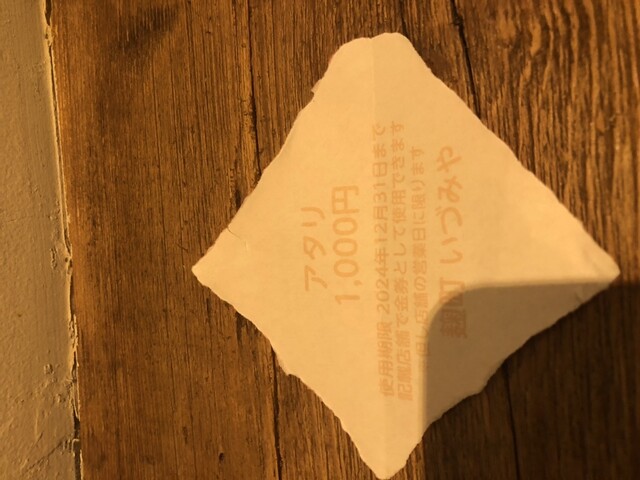 アタリ
1,000円
使用期限 2024年12月31日まで
記載店舗で金券として使用できます
店舗の営業日に限ります
いづみや